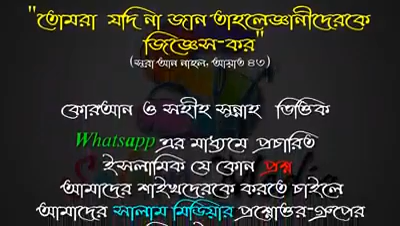 "তোমরা যদি না জান তাহলেজ্ঞানীদেরকে
জিজ্ঞেস-কর"
(সুরা আন নাহল, আয়াত ৪৩)
কোরআন ও সহীহ সুন্নাহ ভিত্তিক
Whatsapp এর মাধ্যমে প্রচারিত
ইসলামিক যে কোন প্রশ্ন
আমাদের শাইখদেরকে করতে চাইলে
আমাদের সালাম মিডিয়ার প্রশ্নোত্তর-গ্রুপের